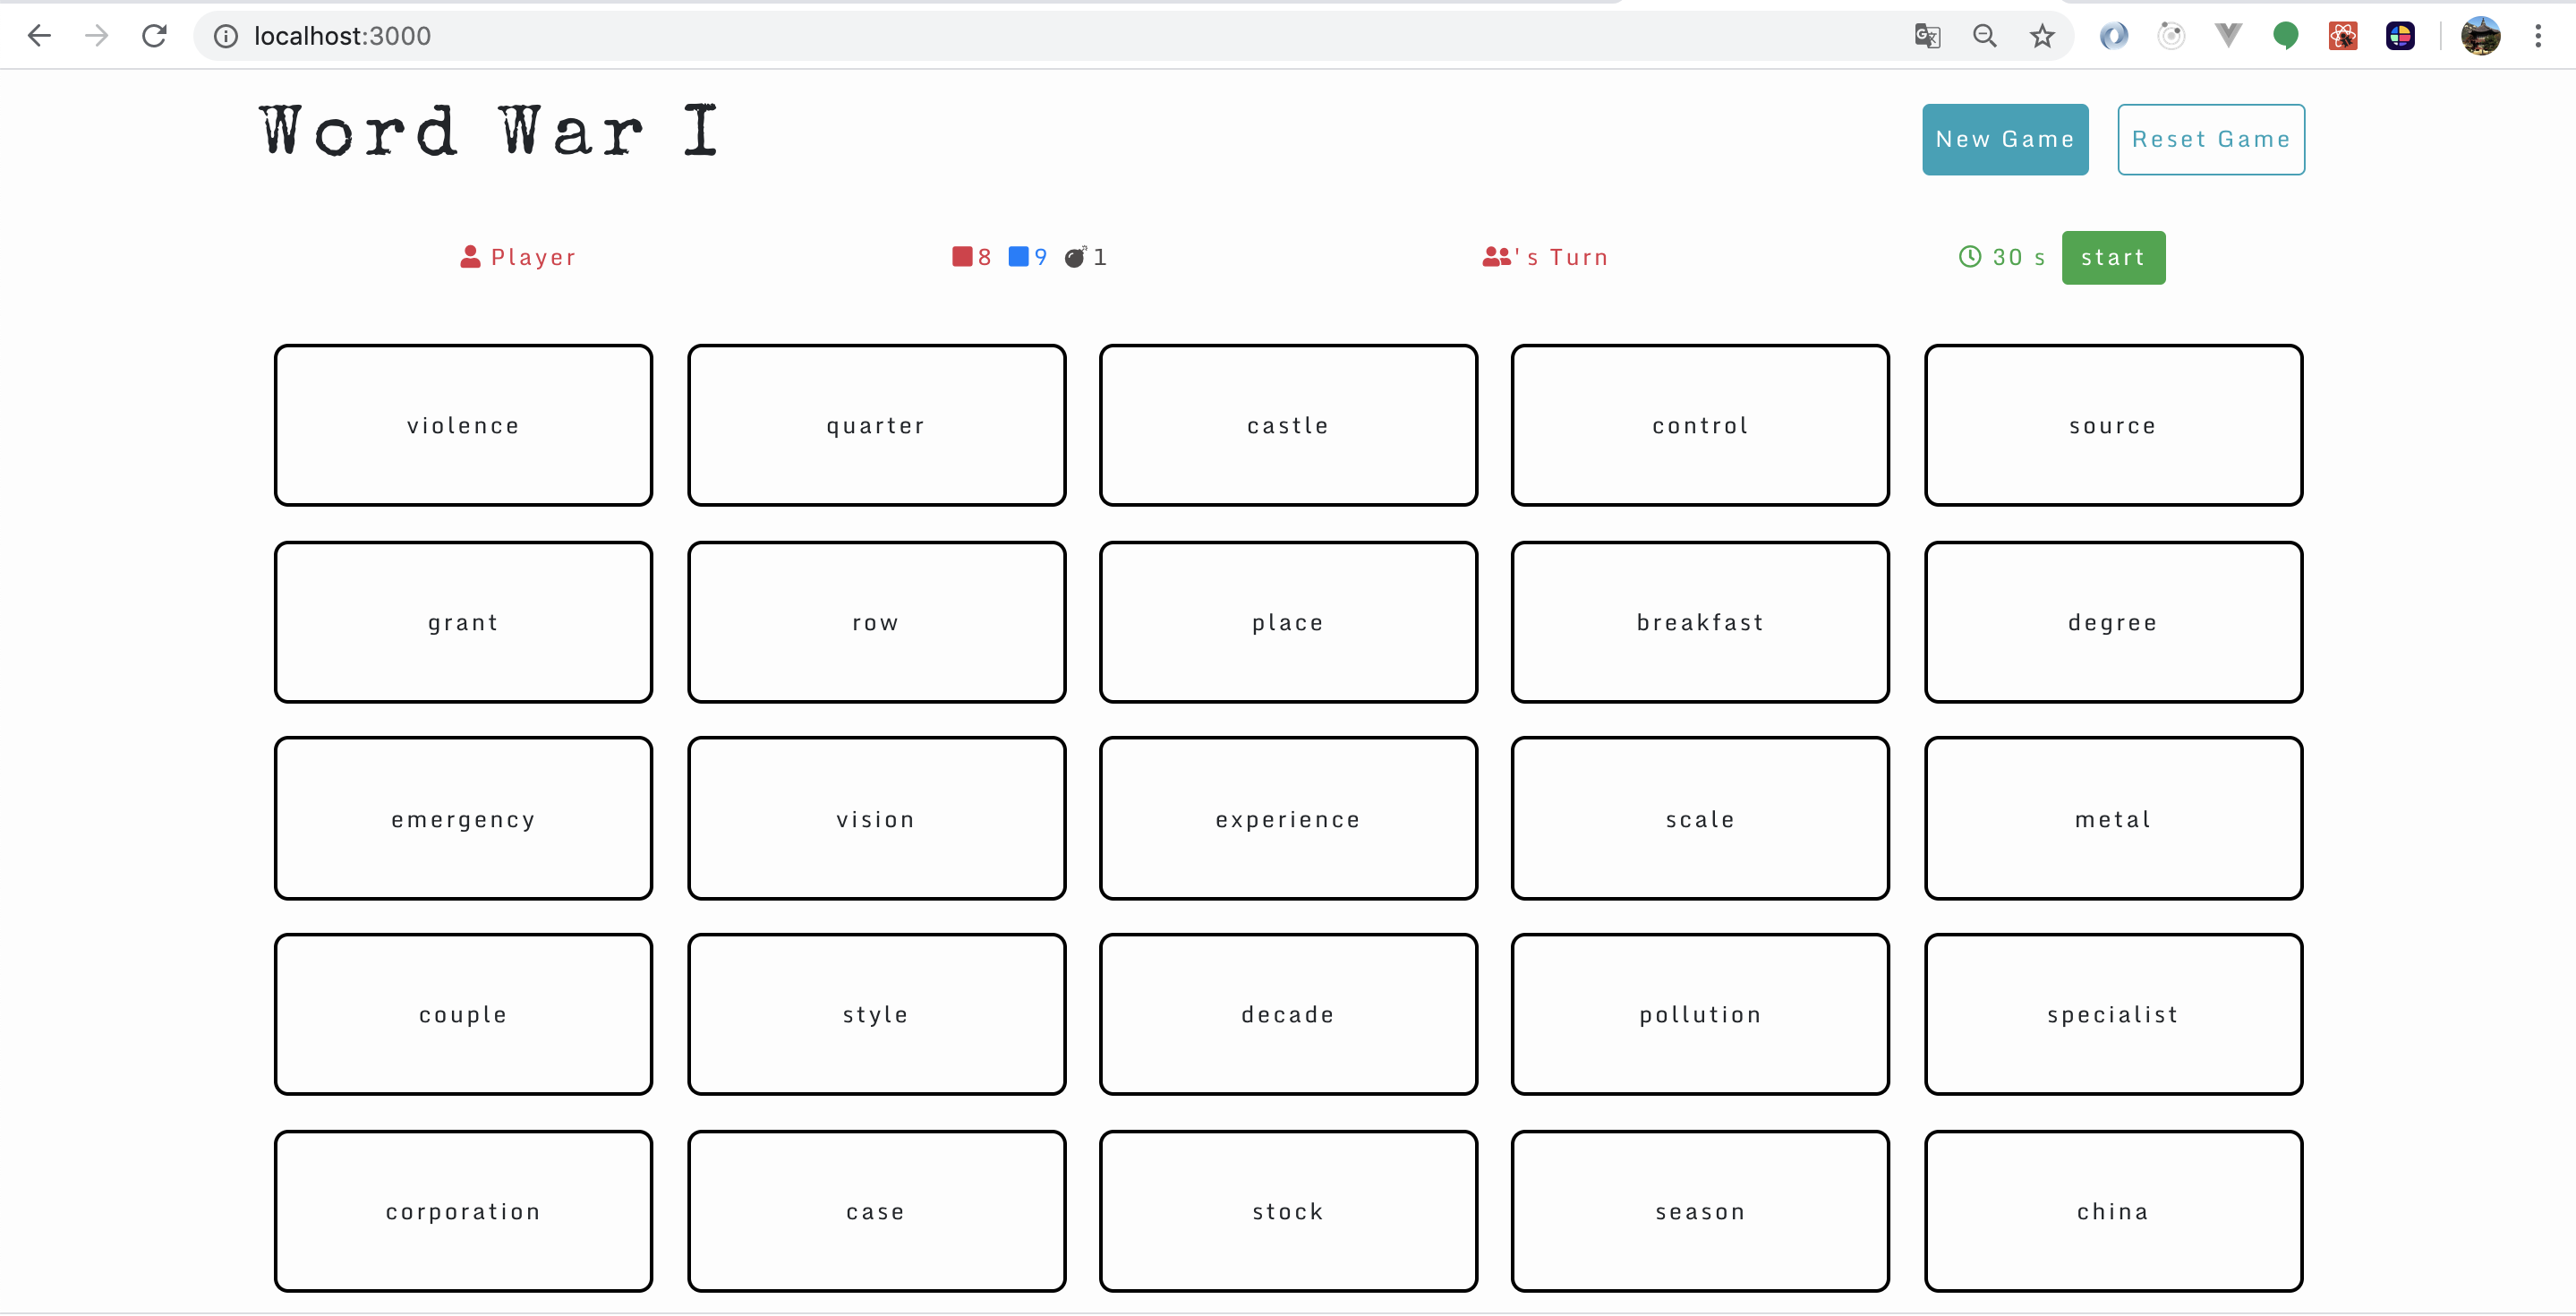 localhost:3000
Word War I
New Game Reset Game
Player 8 9 1 's Turn 30 s start
violence quarter castle control source
grant row place breakfast degree
emergency vision experience scale metal
couple style decade pollution specialist
corporation case stock season china